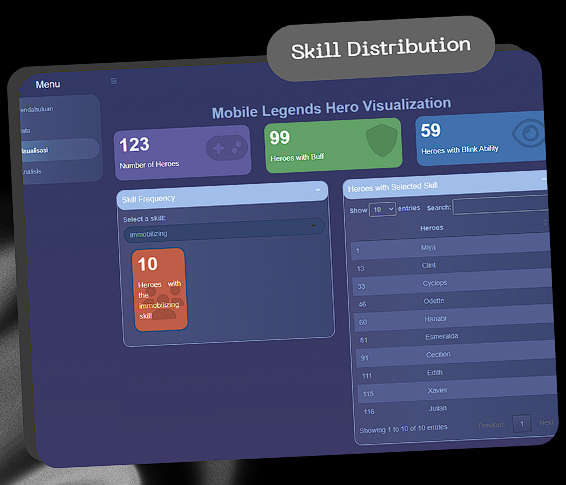 Skill Distribution
Menu
endahuluan
ata
isualisasi
nalisis
Mobile Legends Hero Visualization
123
Number of Heroes
99
Heroes with Buff
59
Heroes with Blink Ability
Skill Frequency
Select a skill:
immobilizing
10
Heroes with
the
immobilizing
skill
Heroes with Selected Skill
Show 10 entries Search:
Heroes
1 Miya
13 Clint
33 Cyclops
46 Odette
60 Hanabi
81 Esmeralda
91 Cecilion
111 Edith
115 Xavier
116 Julian
Showing 1 to 10 of 10 entries Previous 1 Next